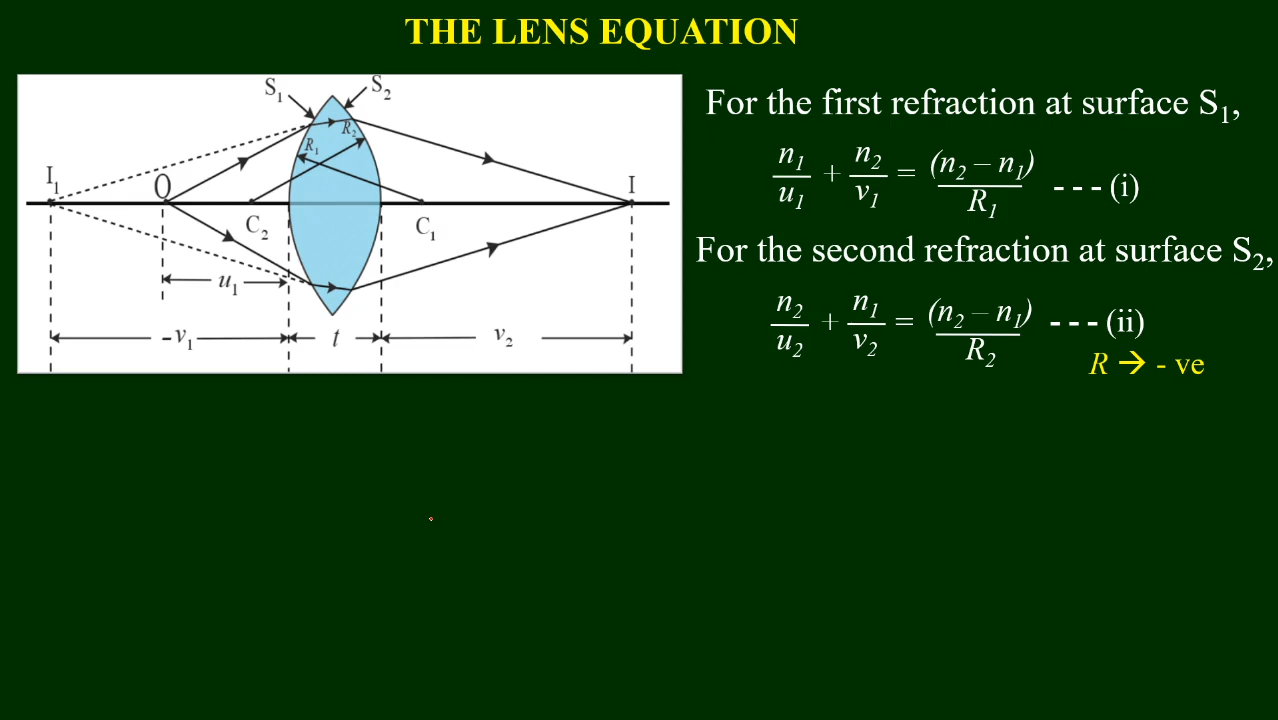 THE LENS EQUATION
S₁ S₂
R₁ R₂
I₁ O C₂ C₁ I
u₁
-v₁ t v₂
For the first refraction at surface S₁,
n₁/u₁ + n₂/v₁ = (n₂ – n₁)/R₁ - - - (i)
For the second refraction at surface S₂,
n₂/u₂ + n₁/v₂ = (n₂ – n₁)/R₂ - - - (ii)
R → - ve